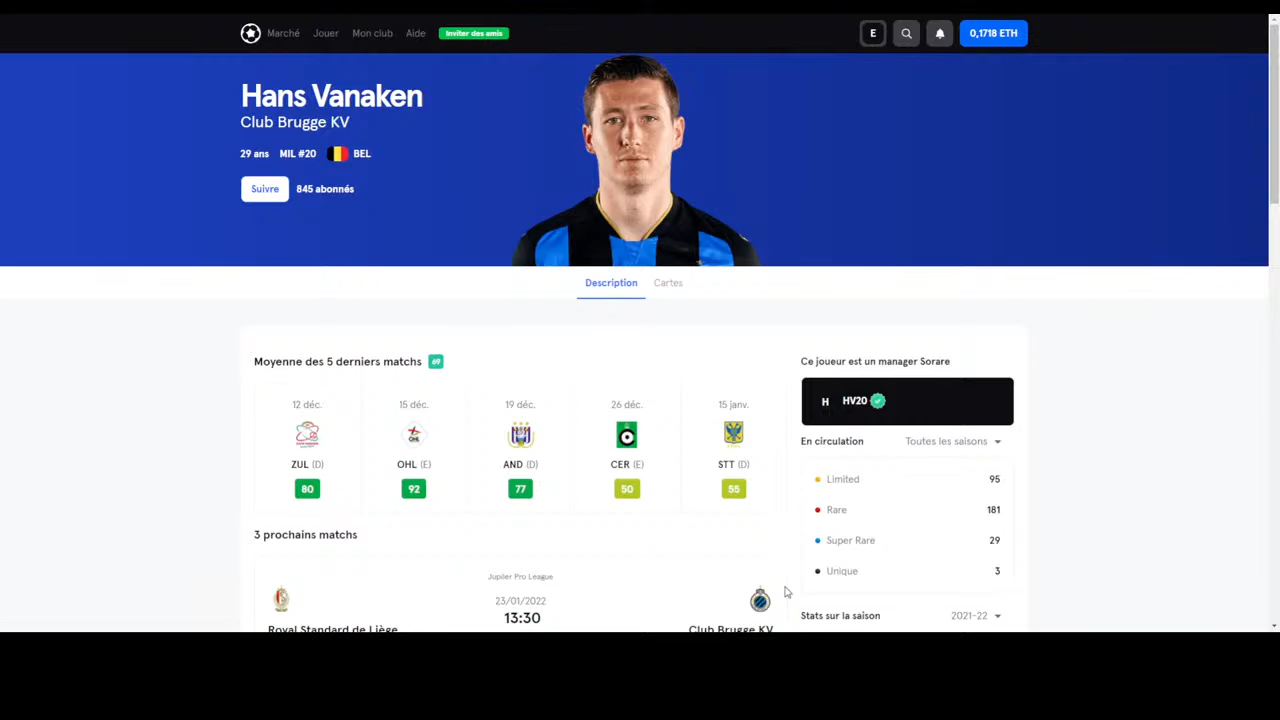 Marché Jouer Mon club Aide Inviter des amis E 0,1718 ETH
Hans Vanaken
Club Brugge KV
29 ans MIL #20 BEL
Suivre 845 abonnés
Description Cartes
Moyenne des 5 derniers matchs 69
12 déc. 15 déc. 19 déc. 26 déc. 15 janv.
OHL
ZUL (D) OHL (E) AND (D) CER (E) STT (D)
80 92 77 50 55
3 prochains matchs
Jupiler Pro League
23/01/2022
13:30
Royal Standard de Liège Club Brugge KV
Ce joueur est un manager Sorare
H HV20
En circulation Toutes les saisons
Limited 95
Rare 181
Super Rare 29
Unique 3
Stats sur la saison 2021-22